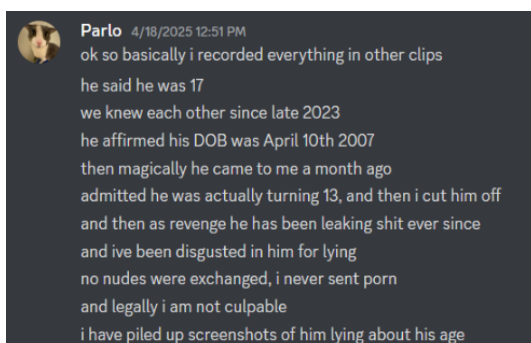 Parlo 4/18/2025 12:51 PM
ok so basically i recorded everything in other clips
he said he was 17
we knew each other since late 2023
he affirmed his DOB was April 10th 2007
then magically he came to me a month ago
admitted he was actually turning 13, and then i cut him off
and then as revenge he has been leaking shit ever since
and ive been disgusted in him for lying
no nudes were exchanged, i never sent porn
and legally i am not culpable
i have piled up screenshots of him lying about his age